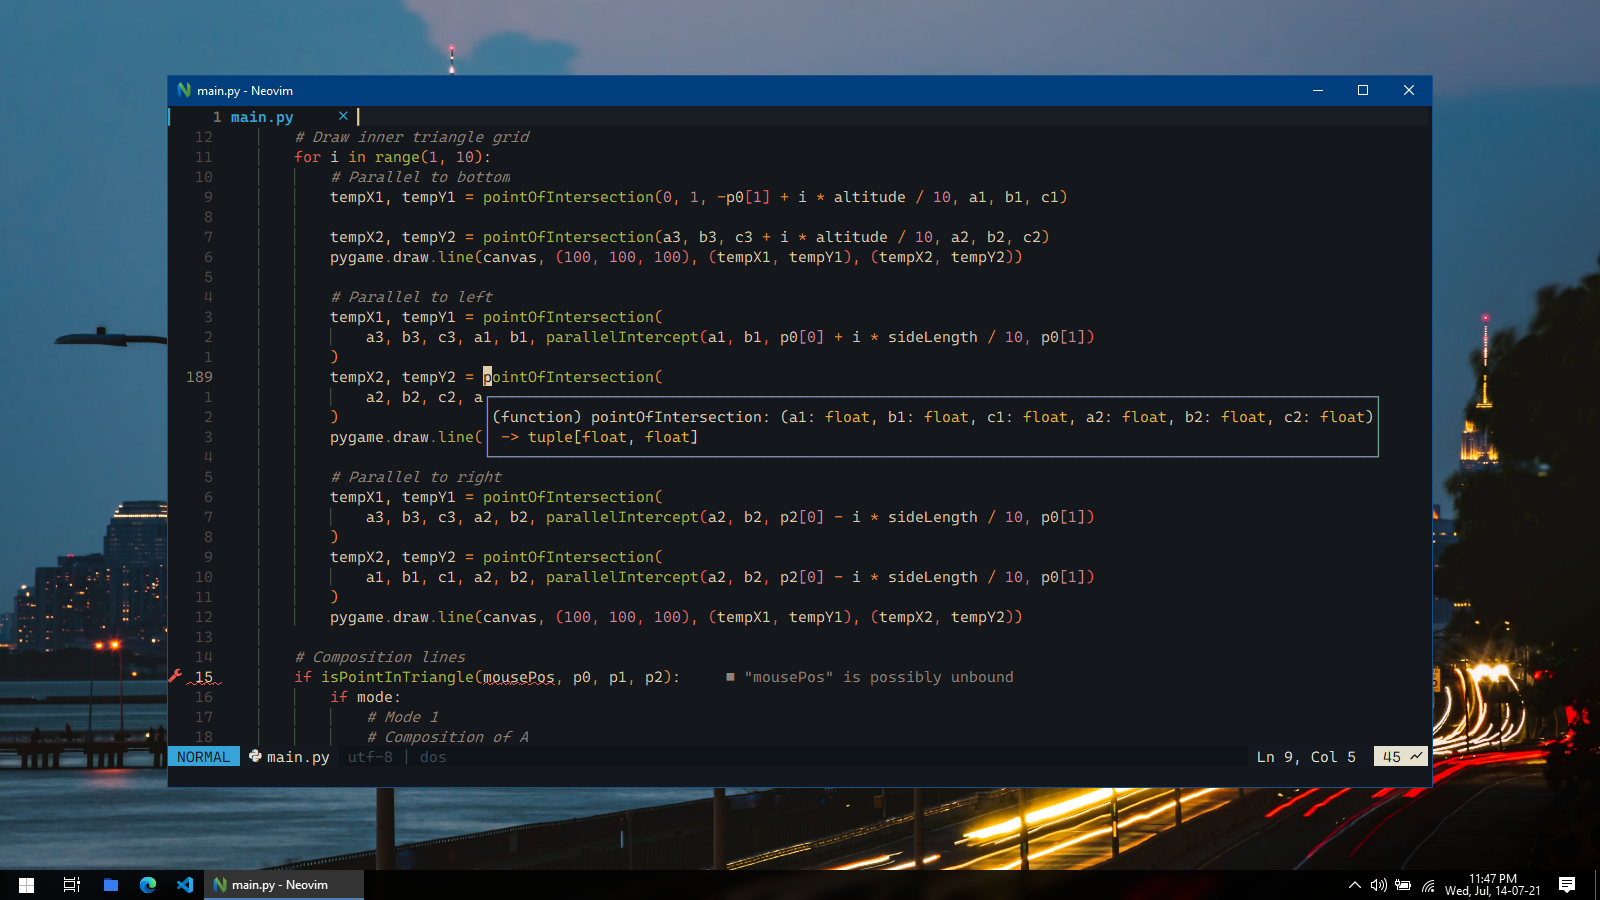 main.py - Neovim
1 main.py ×
12 # Draw inner triangle grid
11 for i in range(1, 10):
10 # Parallel to bottom
9 tempX1, tempY1 = pointOfIntersection(0, 1, -p0[1] + i * altitude / 10, a1, b1, c1)
8
7 tempX2, tempY2 = pointOfIntersection(a3, b3, c3 + i * altitude / 10, a2, b2, c2)
6 pygame.draw.line(canvas, (100, 100, 100), (tempX1, tempY1), (tempX2, tempY2))
5
4 # Parallel to left
3 tempX1, tempY1 = pointOfIntersection(
2 a3, b3, c3, a1, b1, parallelIntercept(a1, b1, p0[0] + i * sideLength / 10, p0[1])
1 )
189 tempX2, tempY2 = pointOfIntersection(
1 a2, b2, c2, a
2 ) (function) pointOfIntersection: (a1: float, b1: float, c1: float, a2: float, b2: float, c2: float)
3 pygame.draw.line( -> tuple[float, float]
4
5 # Parallel to right
6 tempX1, tempY1 = pointOfIntersection(
7 a3, b3, c3, a2, b2, parallelIntercept(a2, b2, p2[0] - i * sideLength / 10, p0[1])
8 )
9 tempX2, tempY2 = pointOfIntersection(
10 a1, b1, c1, a2, b2, parallelIntercept(a2, b2, p2[0] - i * sideLength / 10, p0[1])
11 )
12 pygame.draw.line(canvas, (100, 100, 100), (tempX1, tempY1), (tempX2, tempY2))
13
14 # Composition lines
15 if isPointInTriangle(mousePos, p0, p1, p2): ■ "mousePos" is possibly unbound
16 if mode:
17 # Mode 1
18 # Composition of A
NORMAL main.py utf-8 | dos Ln 9, Col 5 45
main.py - Neovim
11:47 PM
Wed, Jul, 14-07-21